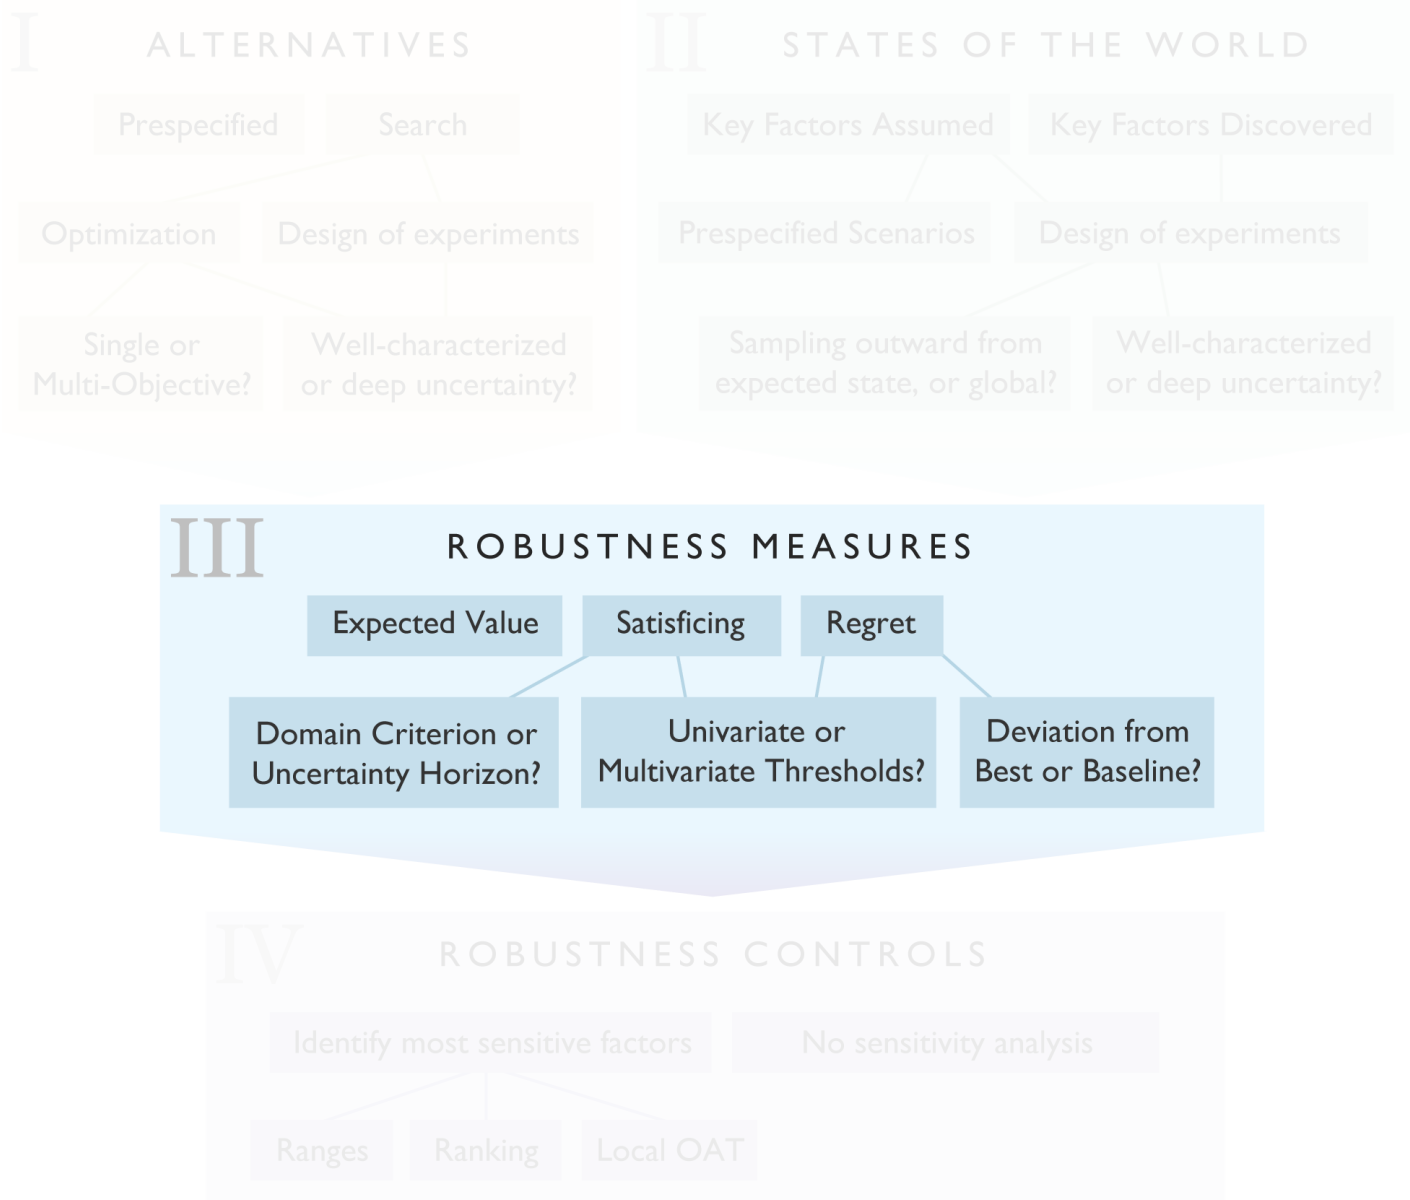 I
ALTERNATIVES
Prespecified
Search
Optimization
Design of experiments
Single or
Multi-Objective?
Well-characterized
or deep uncertainty?
II
STATES OF THE WORLD
Key Factors Assumed
Key Factors Discovered
Prespecified Scenarios
Design of experiments
Sampling outward from
expected state, or global?
Well-characterized
or deep uncertainty?
III
ROBUSTNESS MEASURES
Expected Value
Satisficing
Regret
Domain Criterion or
Uncertainty Horizon?
Univariate or
Multivariate Thresholds?
Deviation from
Best or Baseline?
IV
ROBUSTNESS CONTROLS
Identify most sensitive factors
No sensitivity analysis
Ranges
Ranking
Local OAT